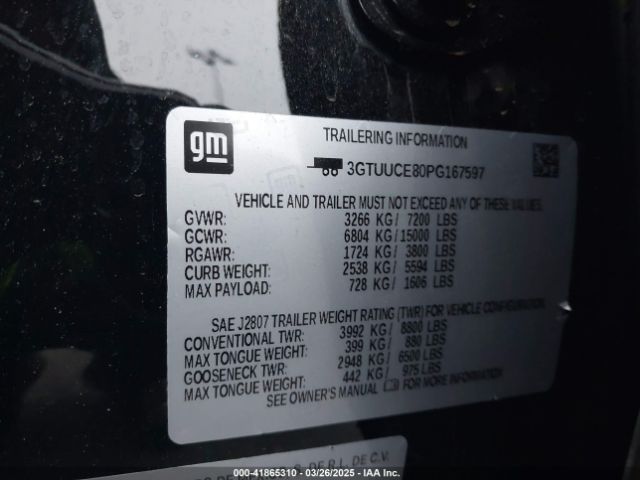 gm
TRAILERING INFORMATION
3GTUUCE80PG167597
VEHICLE AND TRAILER MUST NOT EXCEED ANY OF THESE VALUES.
GVWR: 3266 KG/ 7200 LBS
GCWR: 6804 KG/15000 LBS
RGAWR: 1724 KG/ 3800 LBS
CURB WEIGHT: 2538 KG/ 5594 LBS
MAX PAYLOAD: 728 KG/ 1606 LBS
SAE J2807 TRAILER WEIGHT RATING (TWR) FOR VEHICLE CONFIGURATION
CONVENTIONAL TWR: 3992 KG/ 8800 LBS
MAX TONGUE WEIGHT: 399 KG/ 880 LBS
GOOSENECK TWR: 2948 KG/ 6500 LBS
MAX TONGUE WEIGHT: 442 KG/ 975 LBS
SEE OWNER'S MANUAL FOR MORE INFORMATION
DE R.L. DE C.V.
000-41865310 | 03/26/2025 | IAA Inc.